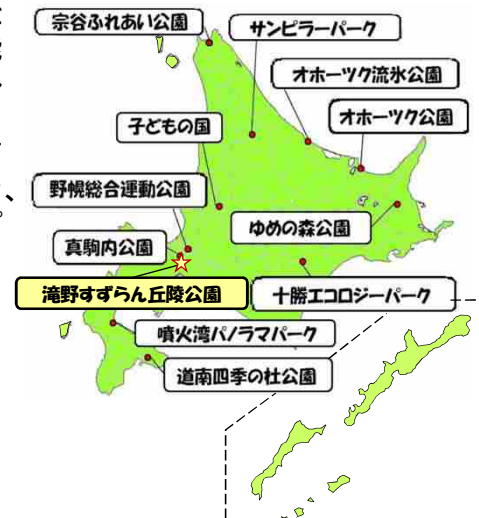 宗谷ふれあい公園
サンピラーパーク
オホーツク流氷公園
オホーツク公園
子どもの国
野幌総合運動公園
ゆめの森公園
真駒内公園
滝野すずらん丘陵公園
十勝エコロジーパーク
噴火湾パノラマパーク
道南四季の杜公園